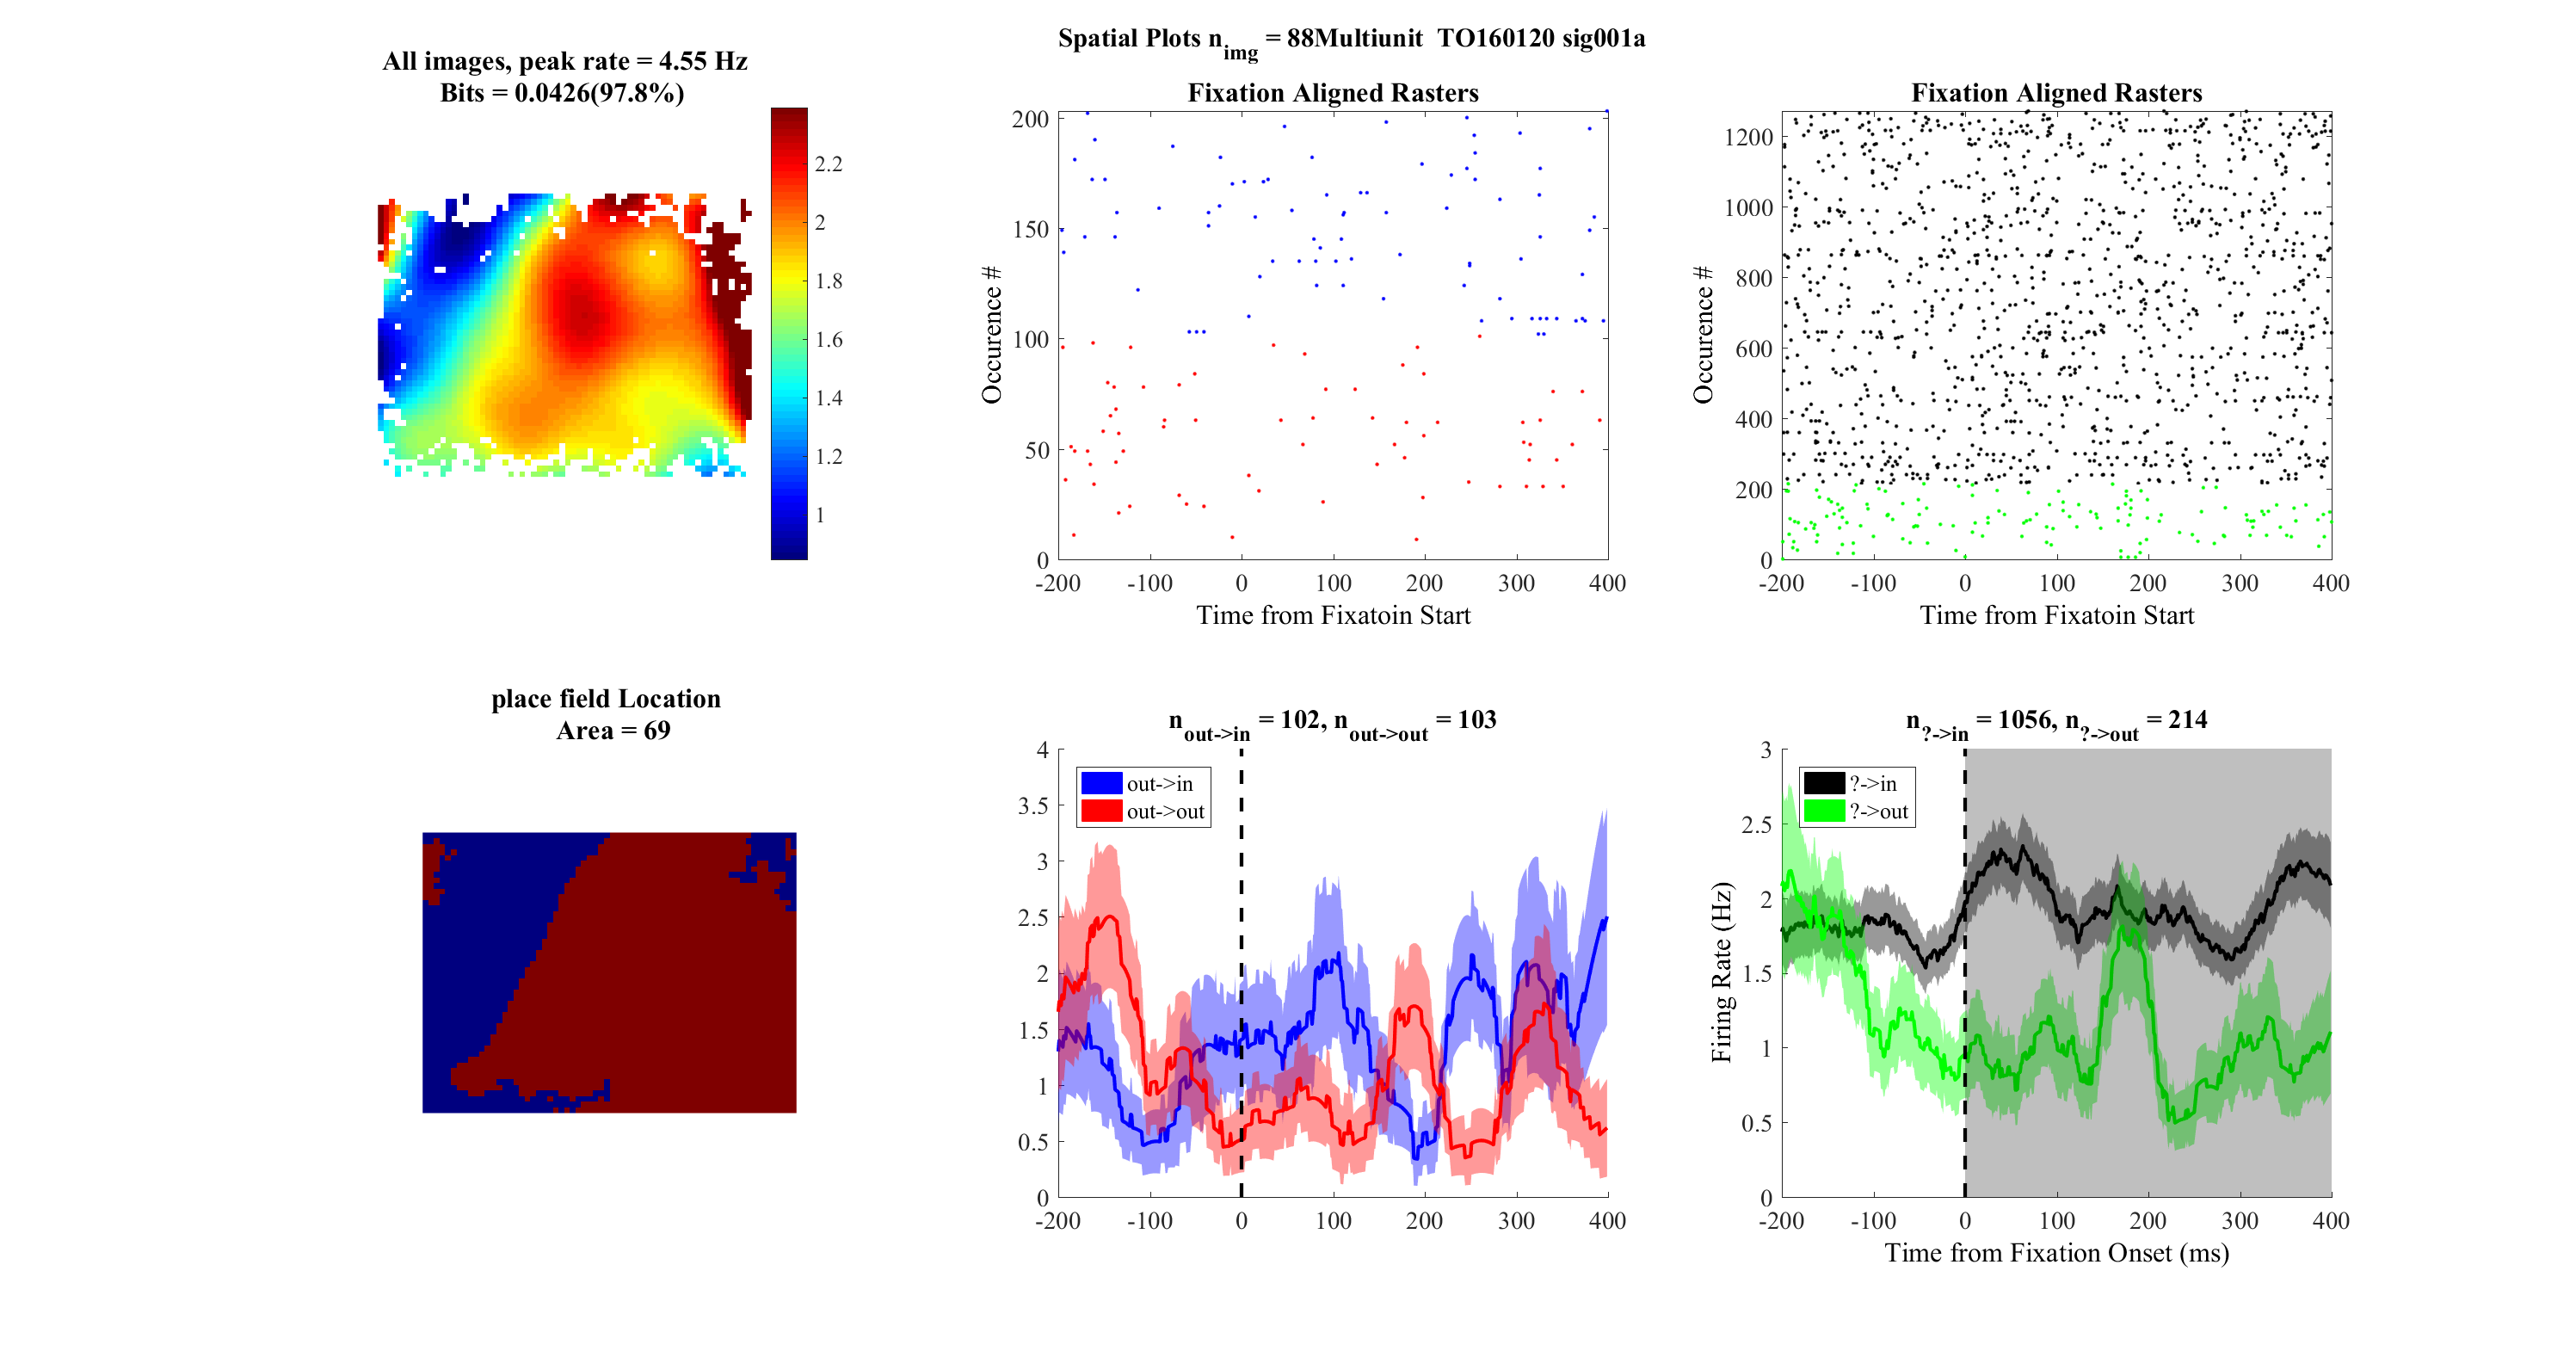 Spatial Plots n_img = 88Multiunit  TO160120 sig001a
All images, peak rate = 4.55 Hz
Bits = 0.0426(97.8%)
2.2
2
1.8
1.6
1.4
1.2
1
Fixation Aligned Rasters
Occurence #
200
150
100
50
0
-200 -100 0 100 200 300 400
Time from Fixatoin Start
Fixation Aligned Rasters
Occurence #
1200
1000
800
600
400
200
0
-200 -100 0 100 200 300 400
Time from Fixatoin Start
place field Location
Area = 69
n_out->in = 102, n_out->out = 103
4
3.5
3
2.5
2
1.5
1
0.5
0
out->in
out->out
-200 -100 0 100 200 300 400
n_?->in = 1056, n_?->out = 214
Firing Rate (Hz)
3
2.5
2
1.5
1
0.5
0
?->in
?->out
-200 -100 0 100 200 300 400
Time from Fixation Onset (ms)